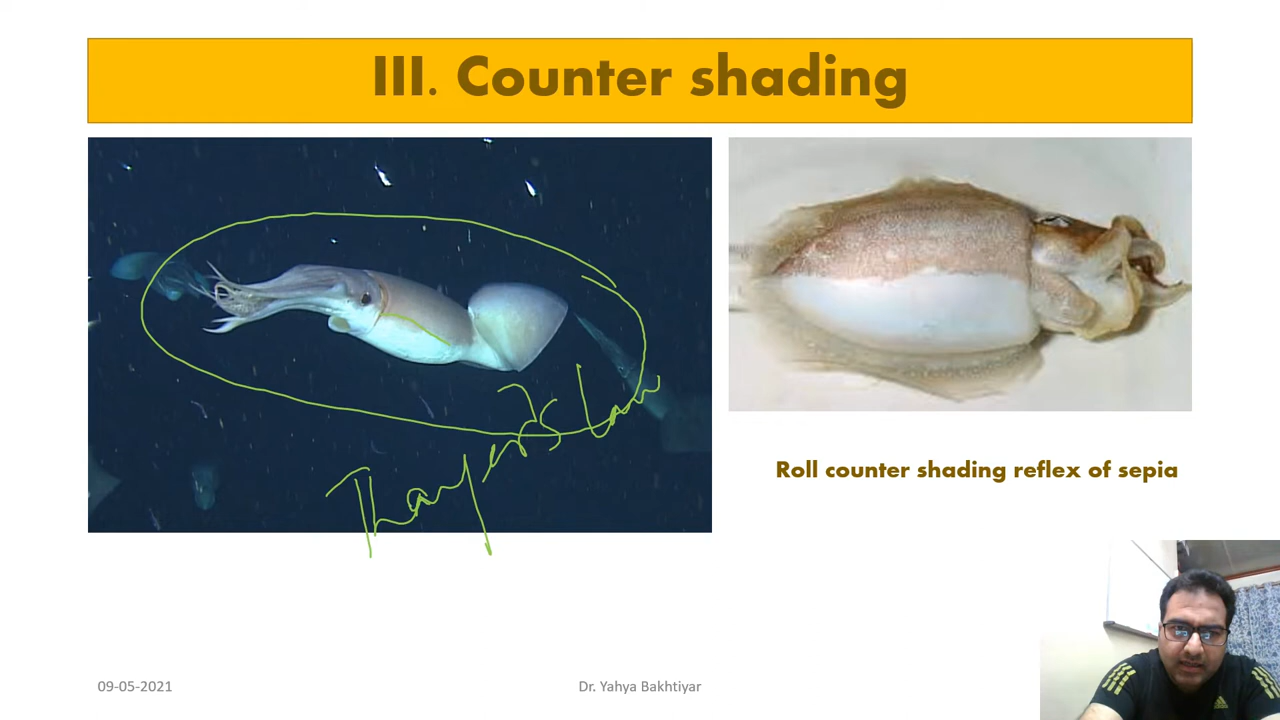 III. Counter shading
Thayer's Law
Roll counter shading reflex of sepia
09-05-2021
Dr. Yahya Bakhtiyar